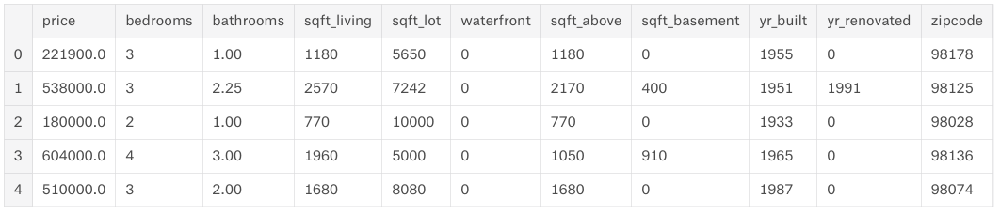 price bedrooms bathrooms sqft_living sqft_lot waterfront sqft_above sqft_basement yr_built yr_renovated zipcode
0 221900.0 3 1.00 1180 5650 0 1180 0 1955 0 98178
1 538000.0 3 2.25 2570 7242 0 2170 400 1951 1991 98125
2 180000.0 2 1.00 770 10000 0 770 0 1933 0 98028
3 604000.0 4 3.00 1960 5000 0 1050 910 1965 0 98136
4 510000.0 3 2.00 1680 8080 0 1680 0 1987 0 98074